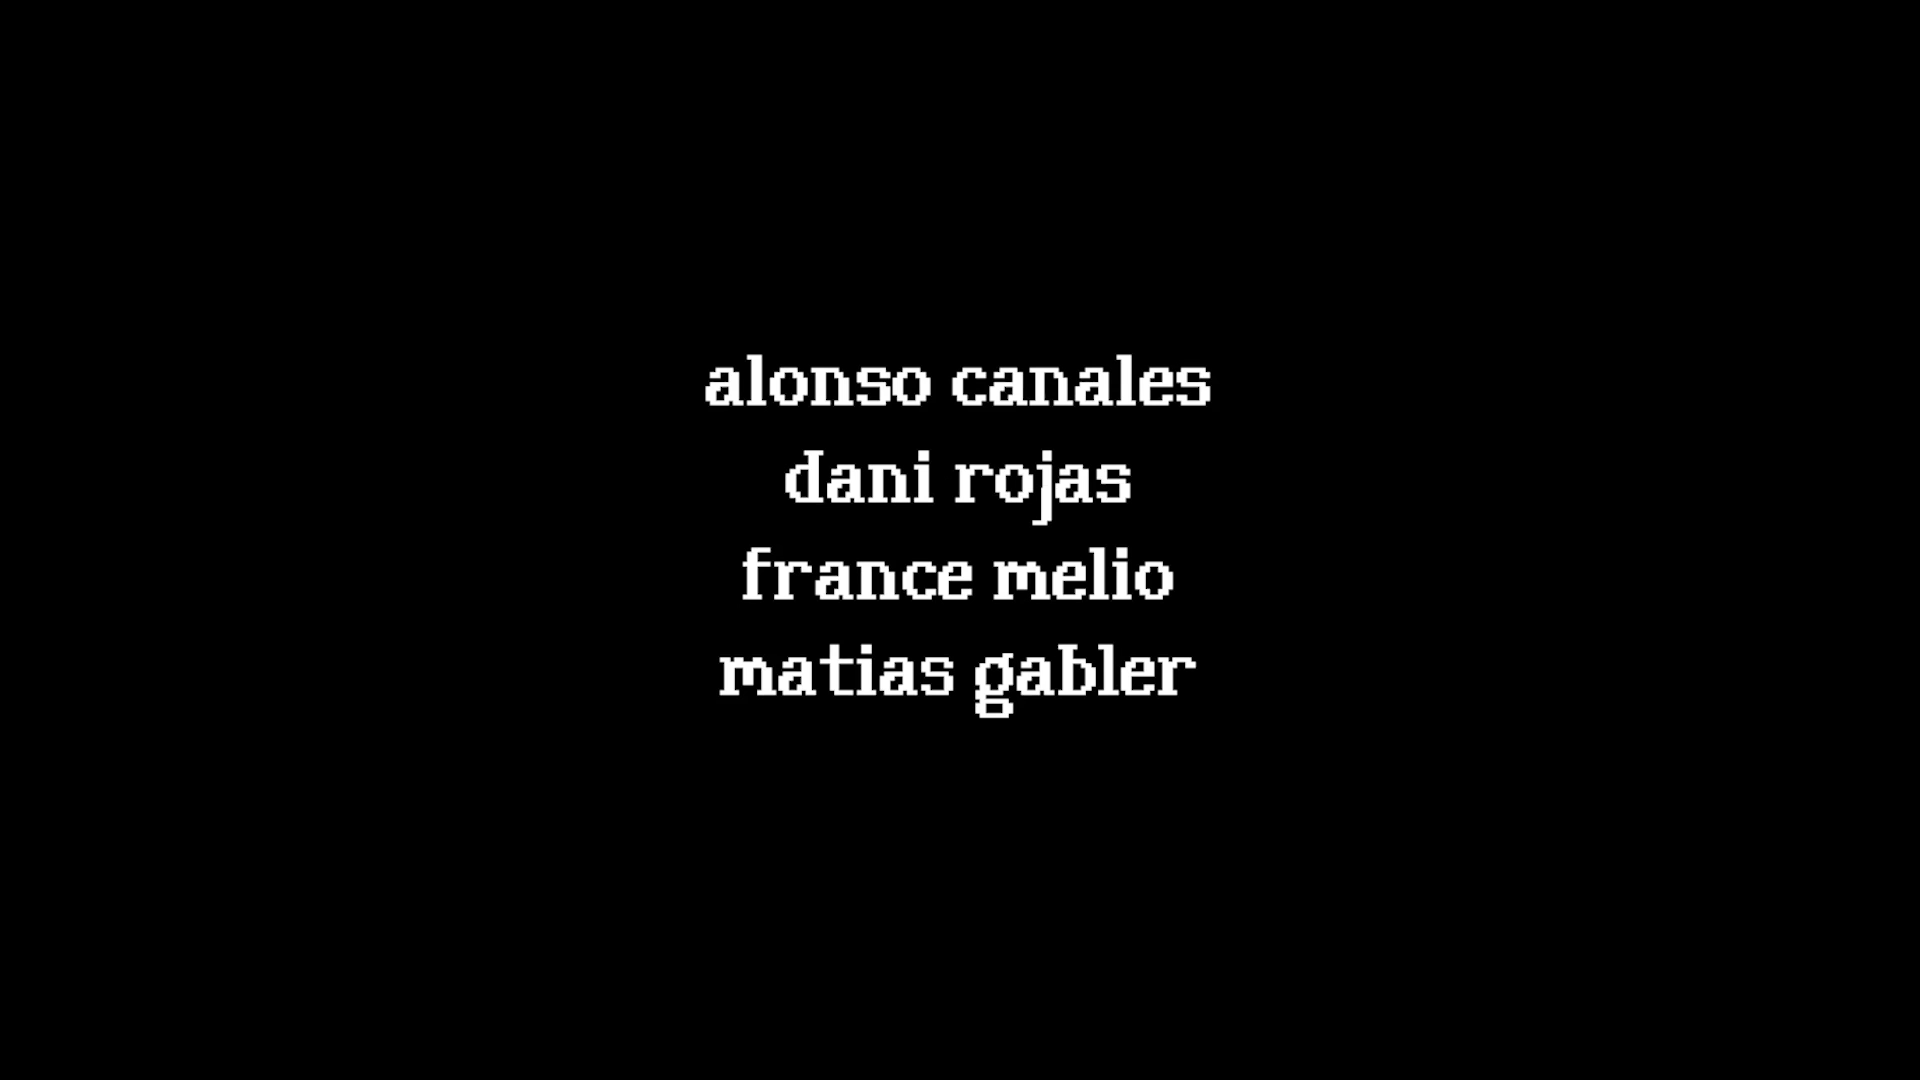 alonso canales
dani rojas
france melio
matias gabler